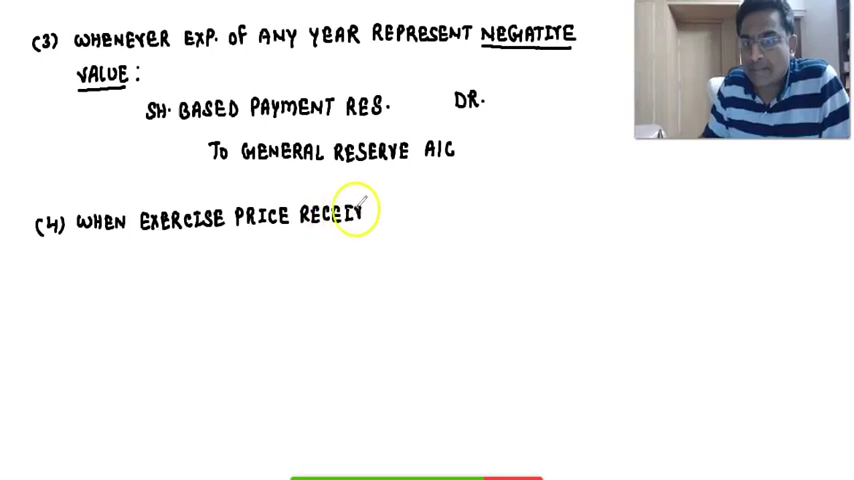 (3) WHENEVER EXP. OF ANY YEAR REPRESENT NEGATIVE
VALUE:
SH. BASED PAYMENT RES. DR.
TO GENERAL RESERVE A/C
(4) WHEN EXERCISE PRICE RECEIV